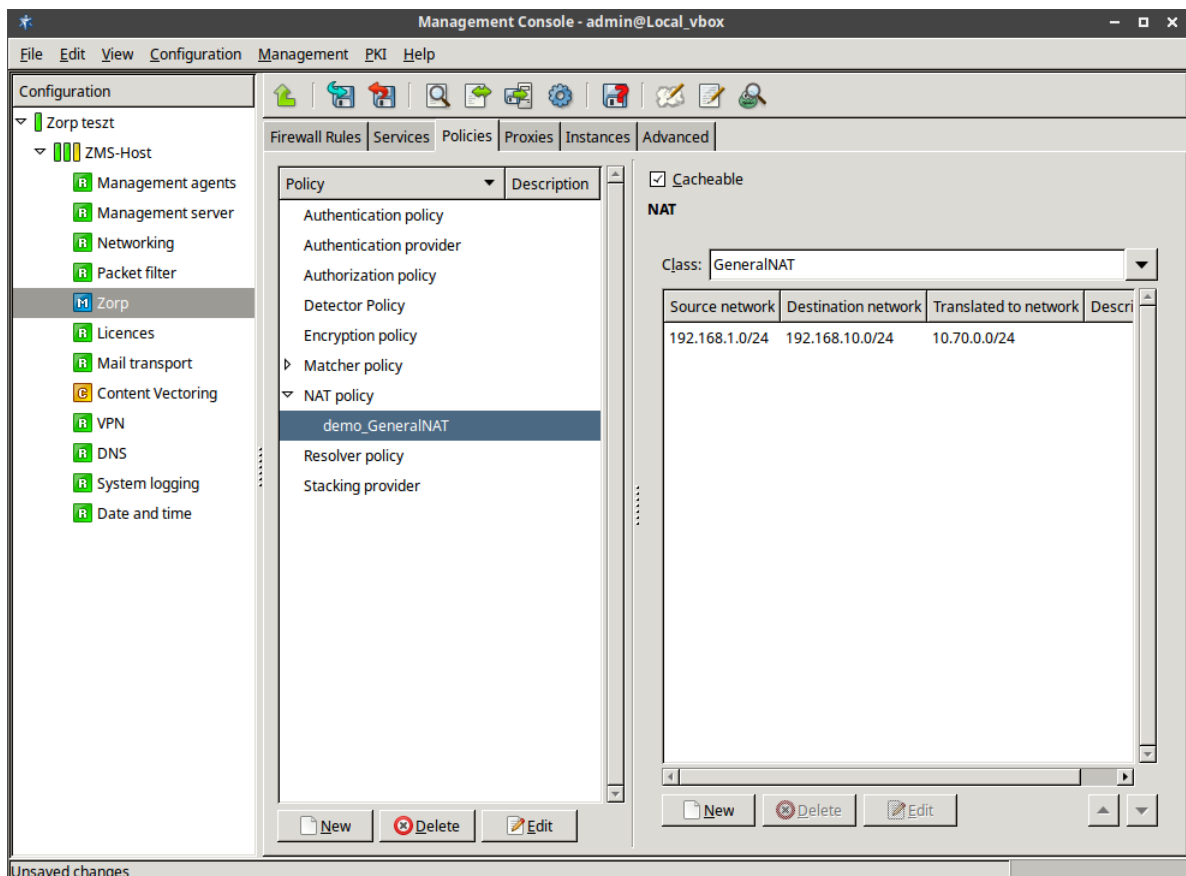 Management Console - admin@Local_vbox
File Edit View Configuration Management PKI Help
Configuration
Zorp teszt
ZMS-Host
Management agents
Management server
Networking
Packet filter
Zorp
Licences
Mail transport
Content Vectoring
VPN
DNS
System logging
Date and time
Firewall Rules Services Policies Proxies Instances Advanced
Policy Description
Authentication policy
Authentication provider
Authorization policy
Detector Policy
Encryption policy
Matcher policy
NAT policy
demo_GeneralNAT
Resolver policy
Stacking provider
New Delete Edit
Cacheable
NAT
Class: GeneralNAT
Source network Destination network Translated to network Descri
192.168.1.0/24 192.168.10.0/24 10.70.0.0/24
New Delete Edit
Unsaved changes